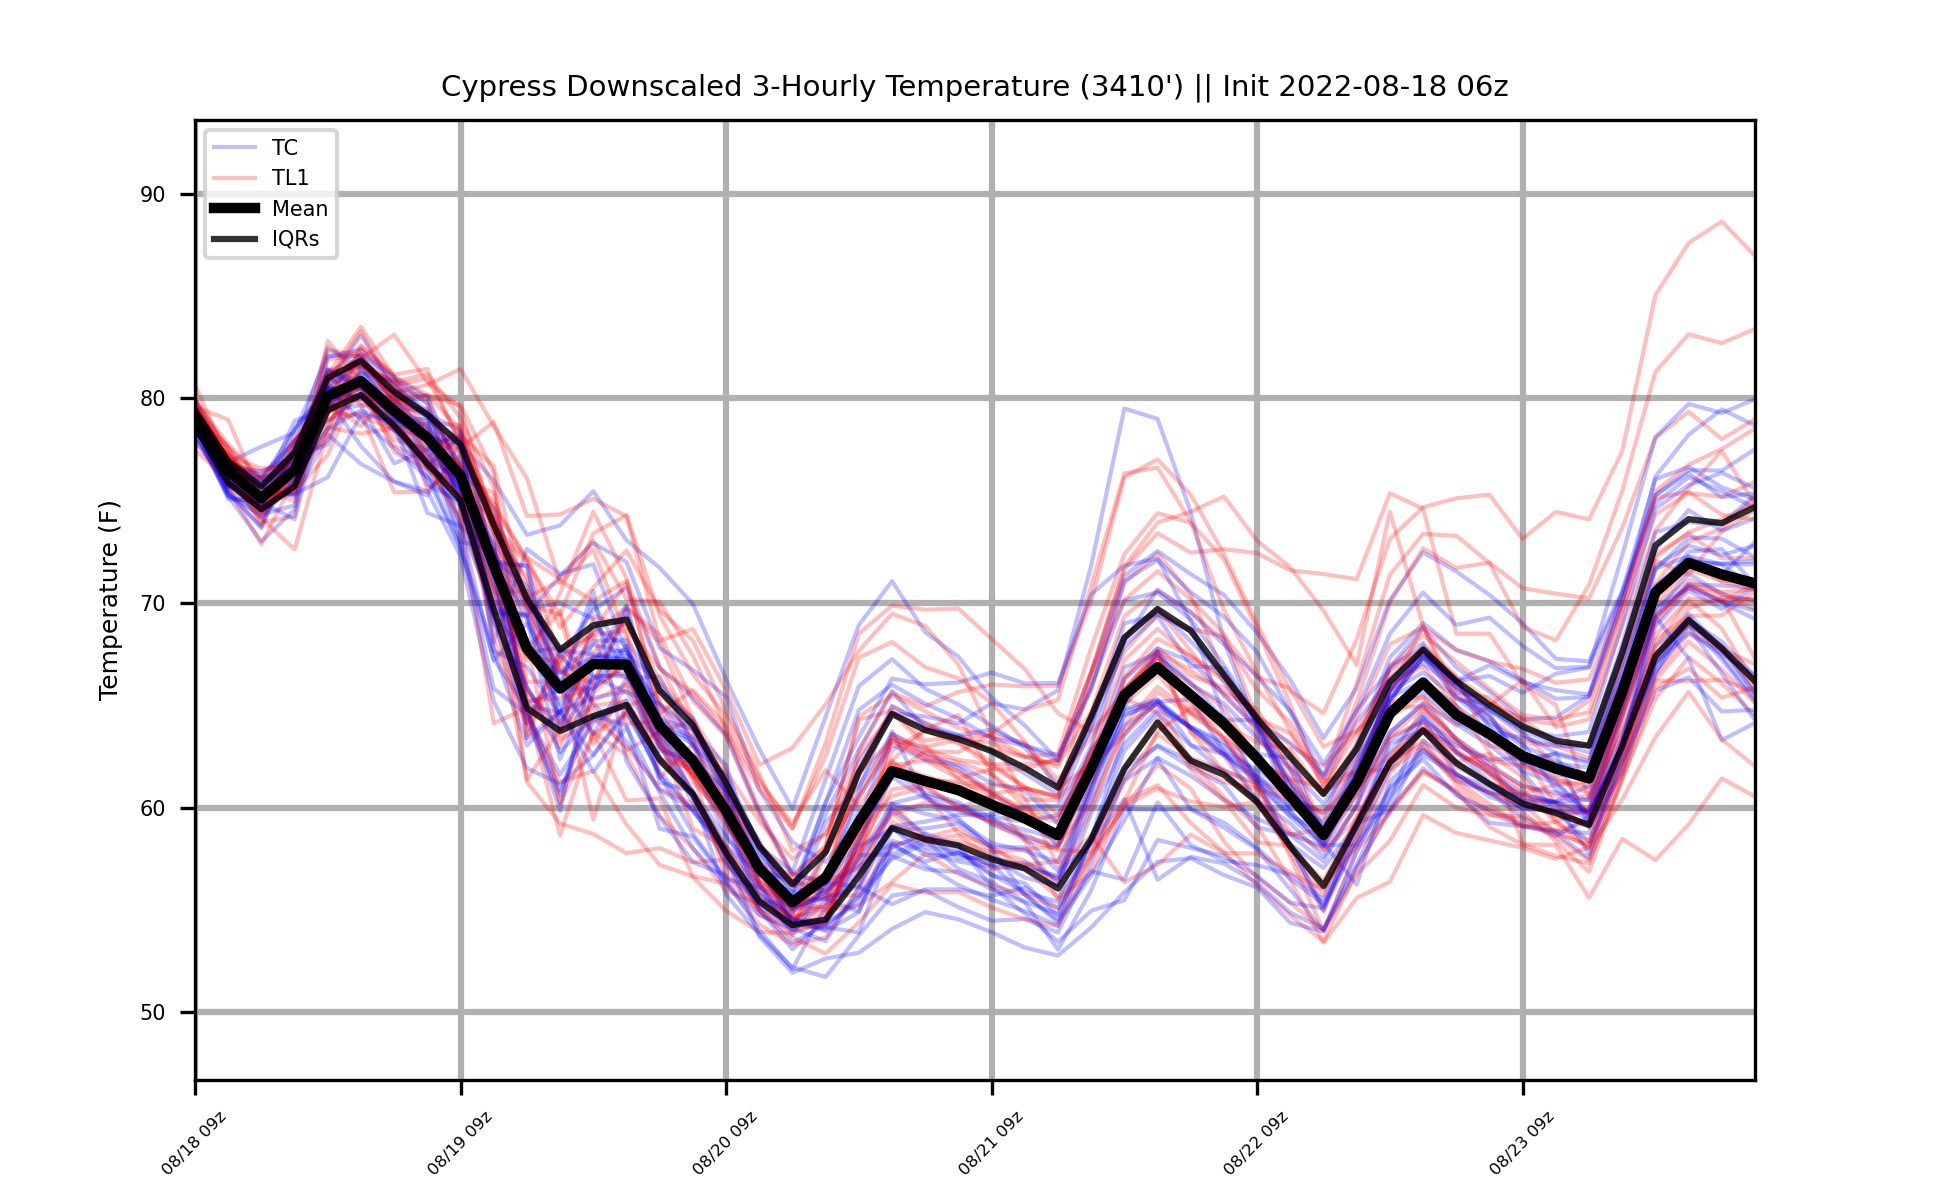 Cypress Downscaled 3-Hourly Temperature (3410') || Init 2022-08-18 06z
TC
TL1
Mean
IQRs
Temperature (F)
90
80
70
60
50
08/18 09z
08/19 09z
08/20 09z
08/21 09z
08/22 09z
08/23 09z